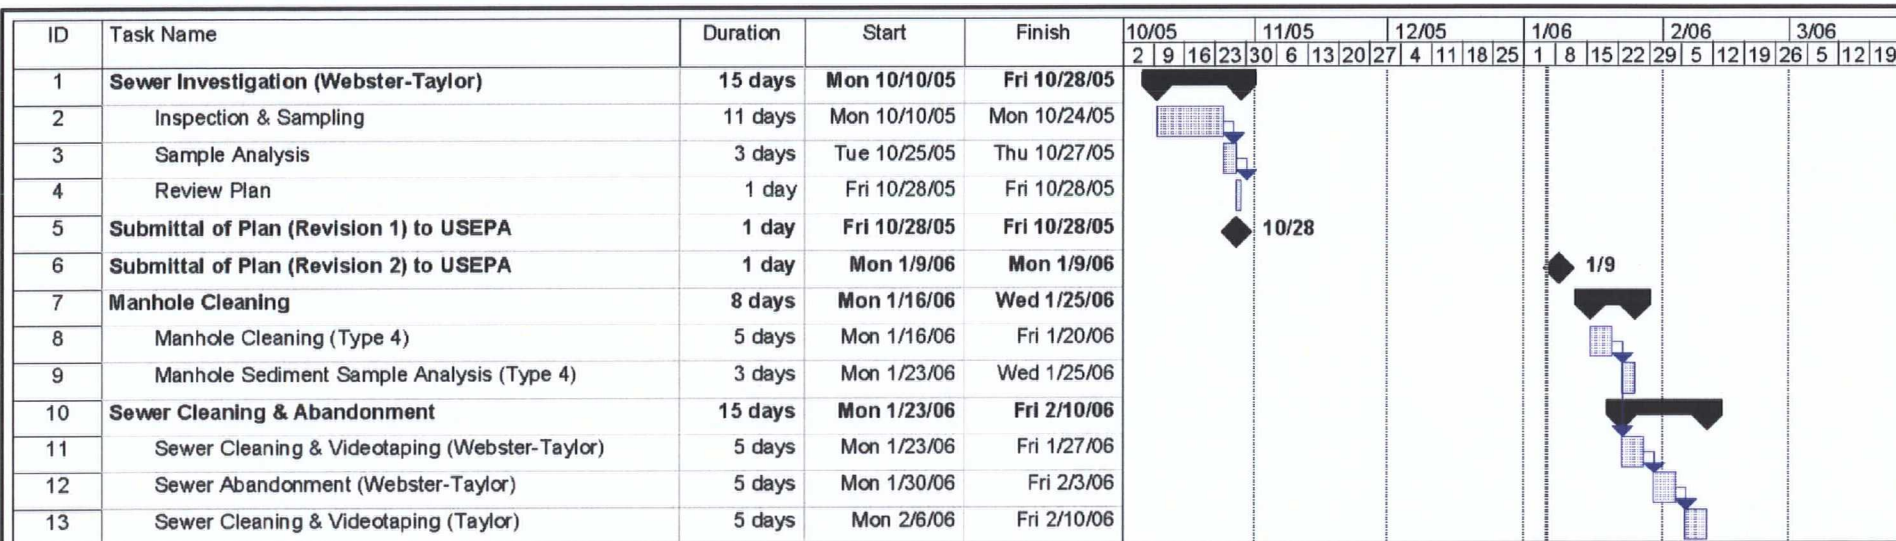 ID Task Name Duration Start Finish 10/05 11/05 12/05 1/06 2/06 3/06
2 9 16 23 30 6 13 20 27 4 11 18 25 1 8 15 22 29 5 12 19 26 5 12 19
1 Sewer Investigation (Webster-Taylor) 15 days Mon 10/10/05 Fri 10/28/05
2 Inspection & Sampling 11 days Mon 10/10/05 Mon 10/24/05
3 Sample Analysis 3 days Tue 10/25/05 Thu 10/27/05
4 Review Plan 1 day Fri 10/28/05 Fri 10/28/05
5 Submittal of Plan (Revision 1) to USEPA 1 day Fri 10/28/05 Fri 10/28/05 10/28
6 Submittal of Plan (Revision 2) to USEPA 1 day Mon 1/9/06 Mon 1/9/06 1/9
7 Manhole Cleaning 8 days Mon 1/16/06 Wed 1/25/06
8 Manhole Cleaning (Type 4) 5 days Mon 1/16/06 Fri 1/20/06
9 Manhole Sediment Sample Analysis (Type 4) 3 days Mon 1/23/06 Wed 1/25/06
10 Sewer Cleaning & Abandonment 15 days Mon 1/23/06 Fri 2/10/06
11 Sewer Cleaning & Videotaping (Webster-Taylor) 5 days Mon 1/23/06 Fri 1/27/06
12 Sewer Abandonment (Webster-Taylor) 5 days Mon 1/30/06 Fri 2/3/06
13 Sewer Cleaning & Videotaping (Taylor) 5 days Mon 2/6/06 Fri 2/10/06